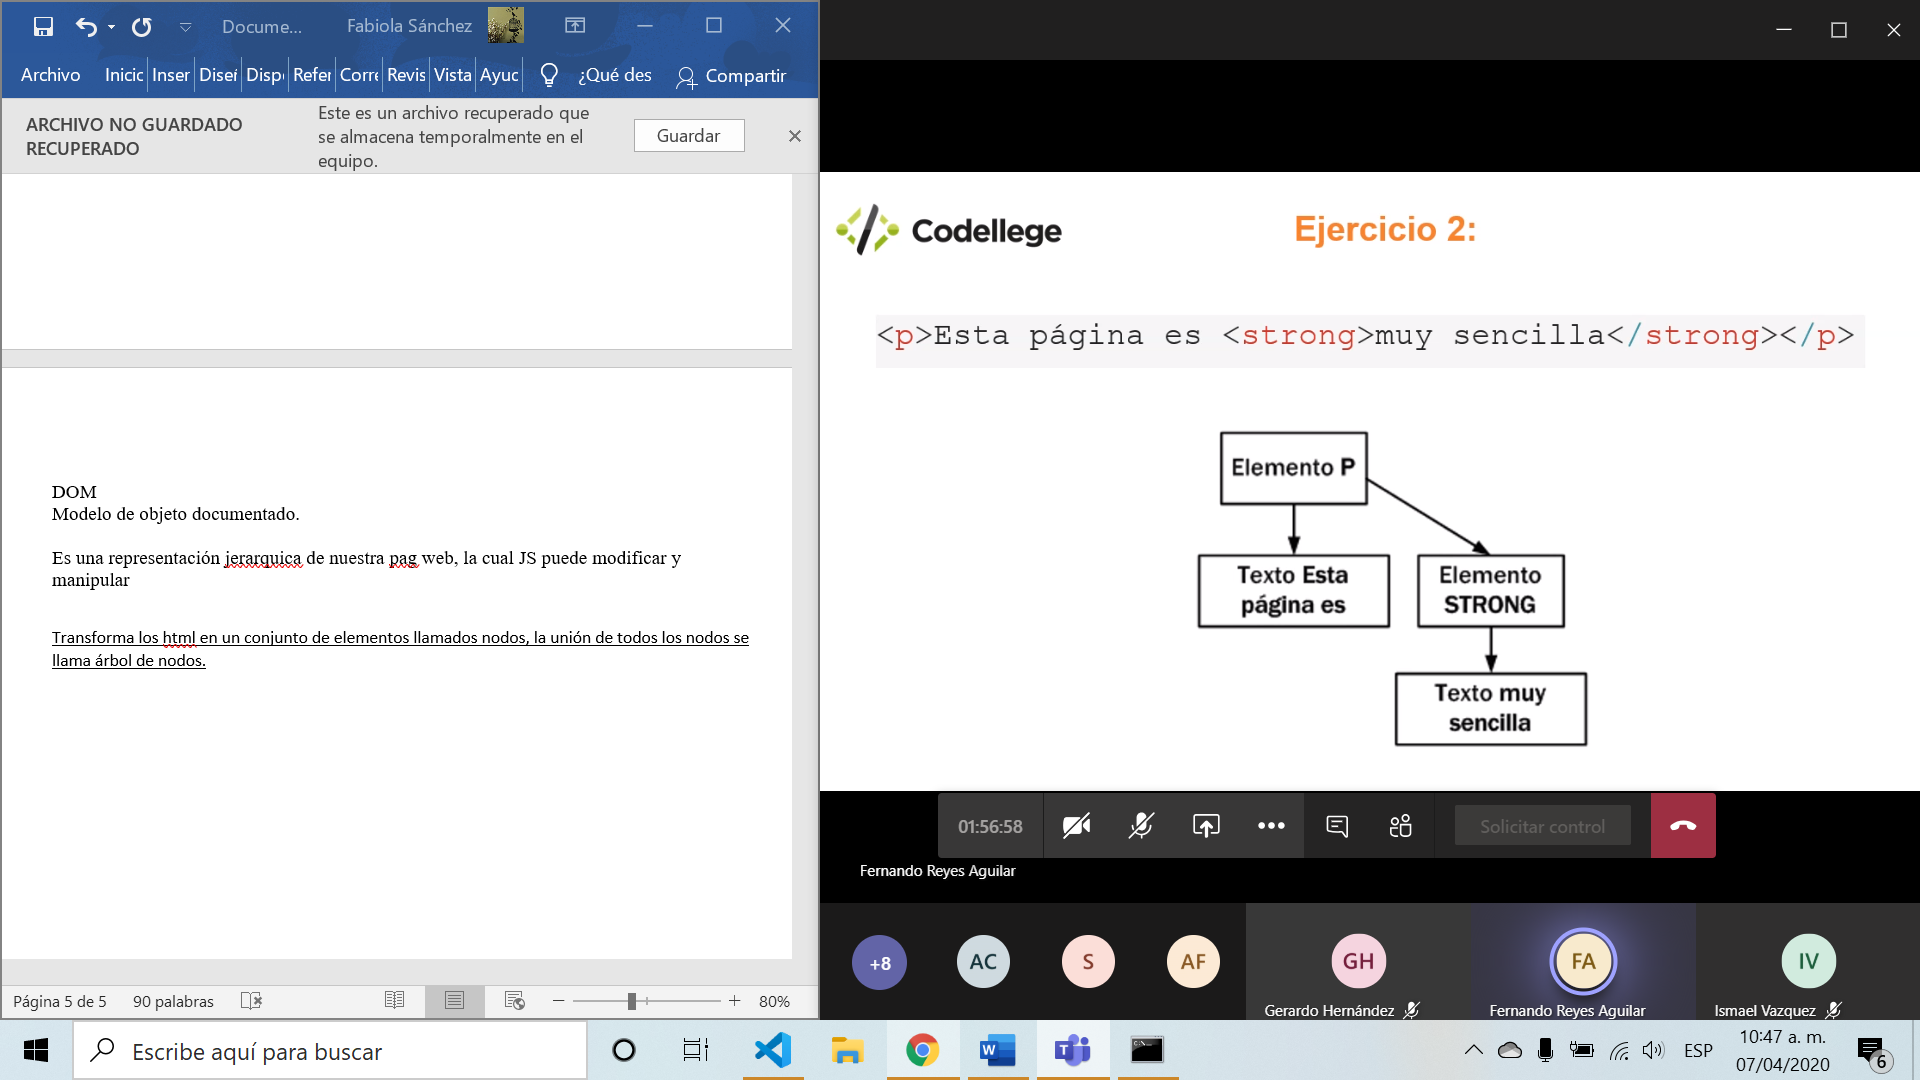 Docume...
Fabiola Sánchez
Archivo
Inicio
Inser
Diseñ
Dispo
Refer
Corre
Revis
Vista
Ayuc
¿Qué des
Compartir
ARCHIVO NO GUARDADO
RECUPERADO
Este es un archivo recuperado que
se almacena temporalmente en el
equipo.
Guardar
DOM
Modelo de objeto documentado.
Es una representación jerarquica de nuestra pag web, la cual JS puede modificar y
manipular
Transforma los html en un conjunto de elementos llamados nodos, la unión de todos los nodos se
llama árbol de nodos.
Página 5 de 5
90 palabras
80%
Codellege
Ejercicio 2:
<p>Esta página es <strong>muy sencilla</strong></p>
Elemento P
Texto Esta
página es
Elemento
STRONG
Texto muy
sencilla
01:56:58
Solicitar control
Fernando Reyes Aguilar
+8
AC
S
AF
GH
FA
IV
Gerardo Hernández
Fernando Reyes Aguilar
Ismael Vazquez
Escribe aquí para buscar
ESP
10:47 a. m.
07/04/2020
6